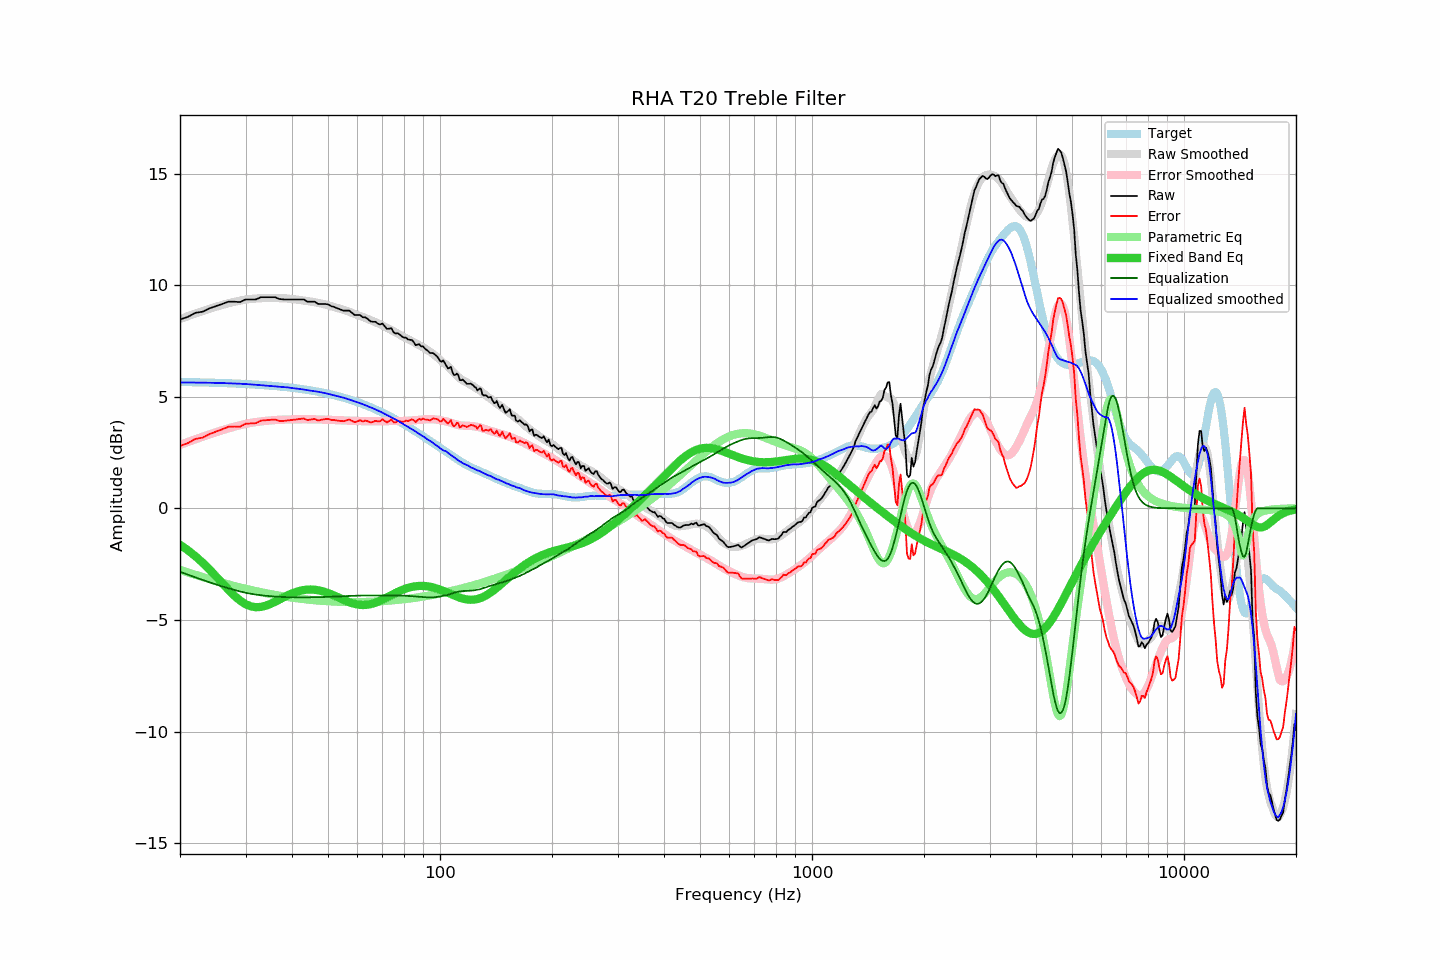 RHA T20 Treble Filter
Target
Raw Smoothed
Error Smoothed
Raw
Error
Parametric Eq
Fixed Band Eq
Equalization
Equalized smoothed
15
10
5
0
−5
−10
−15
Amplitude (dBr)
100
1000
10000
Frequency (Hz)